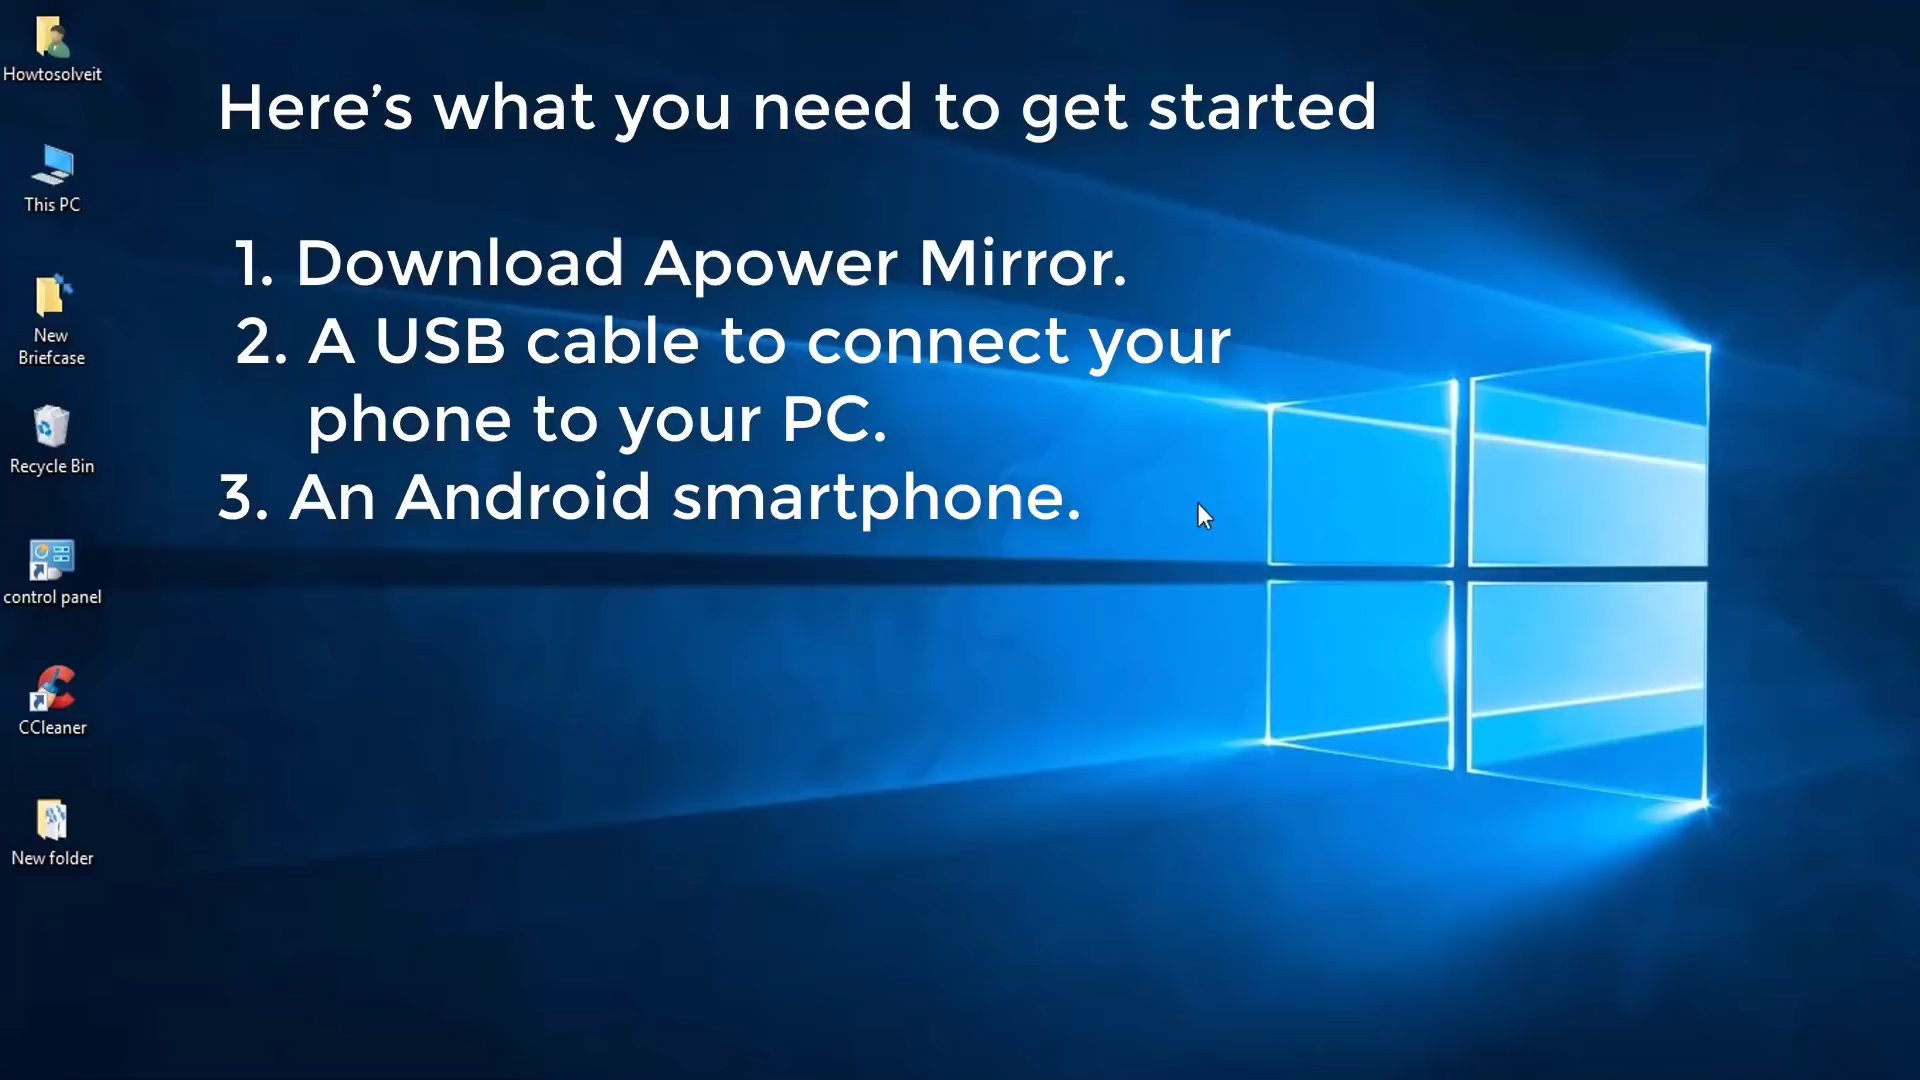 Howtosolveit
Here’s what you need to get started
This PC
1. Download Apower Mirror.
New
Briefcase
2. A USB cable to connect your
phone to your PC.
Recycle Bin
3. An Android smartphone.
control panel
CCleaner
New folder